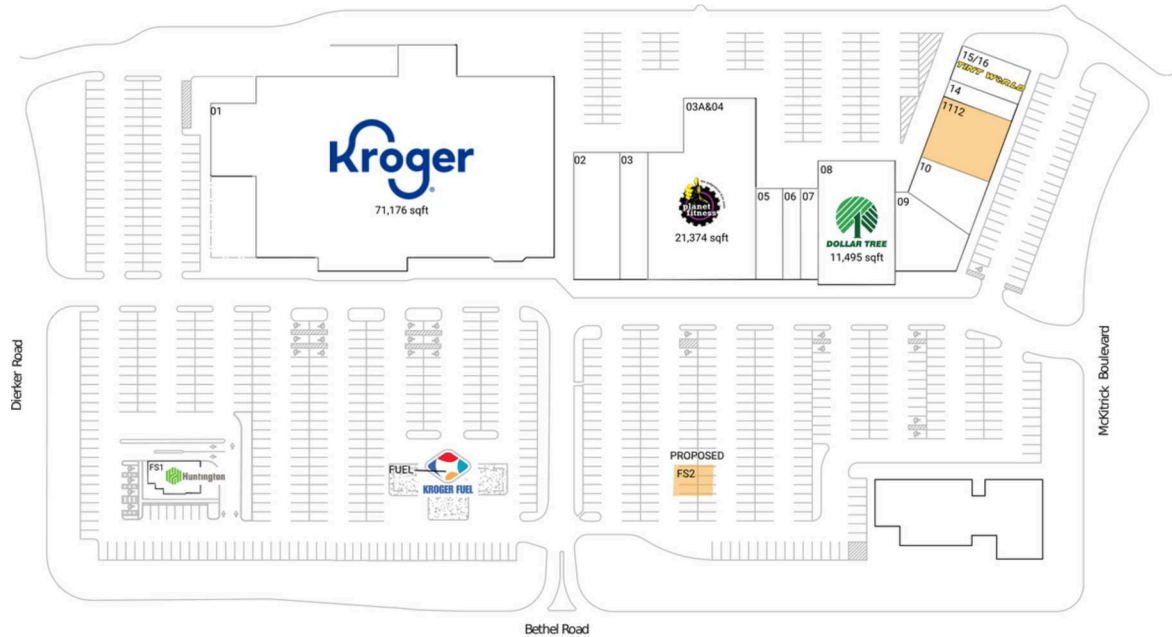 15/16
TINT WORLD
14
1112
10
01
Kroger
71,176 sqft
03A&04
02
03
planet
fitness
21,374 sqft
05
06
07
08
DOLLAR TREE
11,495 sqft
09
Dierker Road
McKitrick Boulevard
FS1
Huntington
FUEL
KROGER FUEL
PROPOSED
FS2
Bethel Road